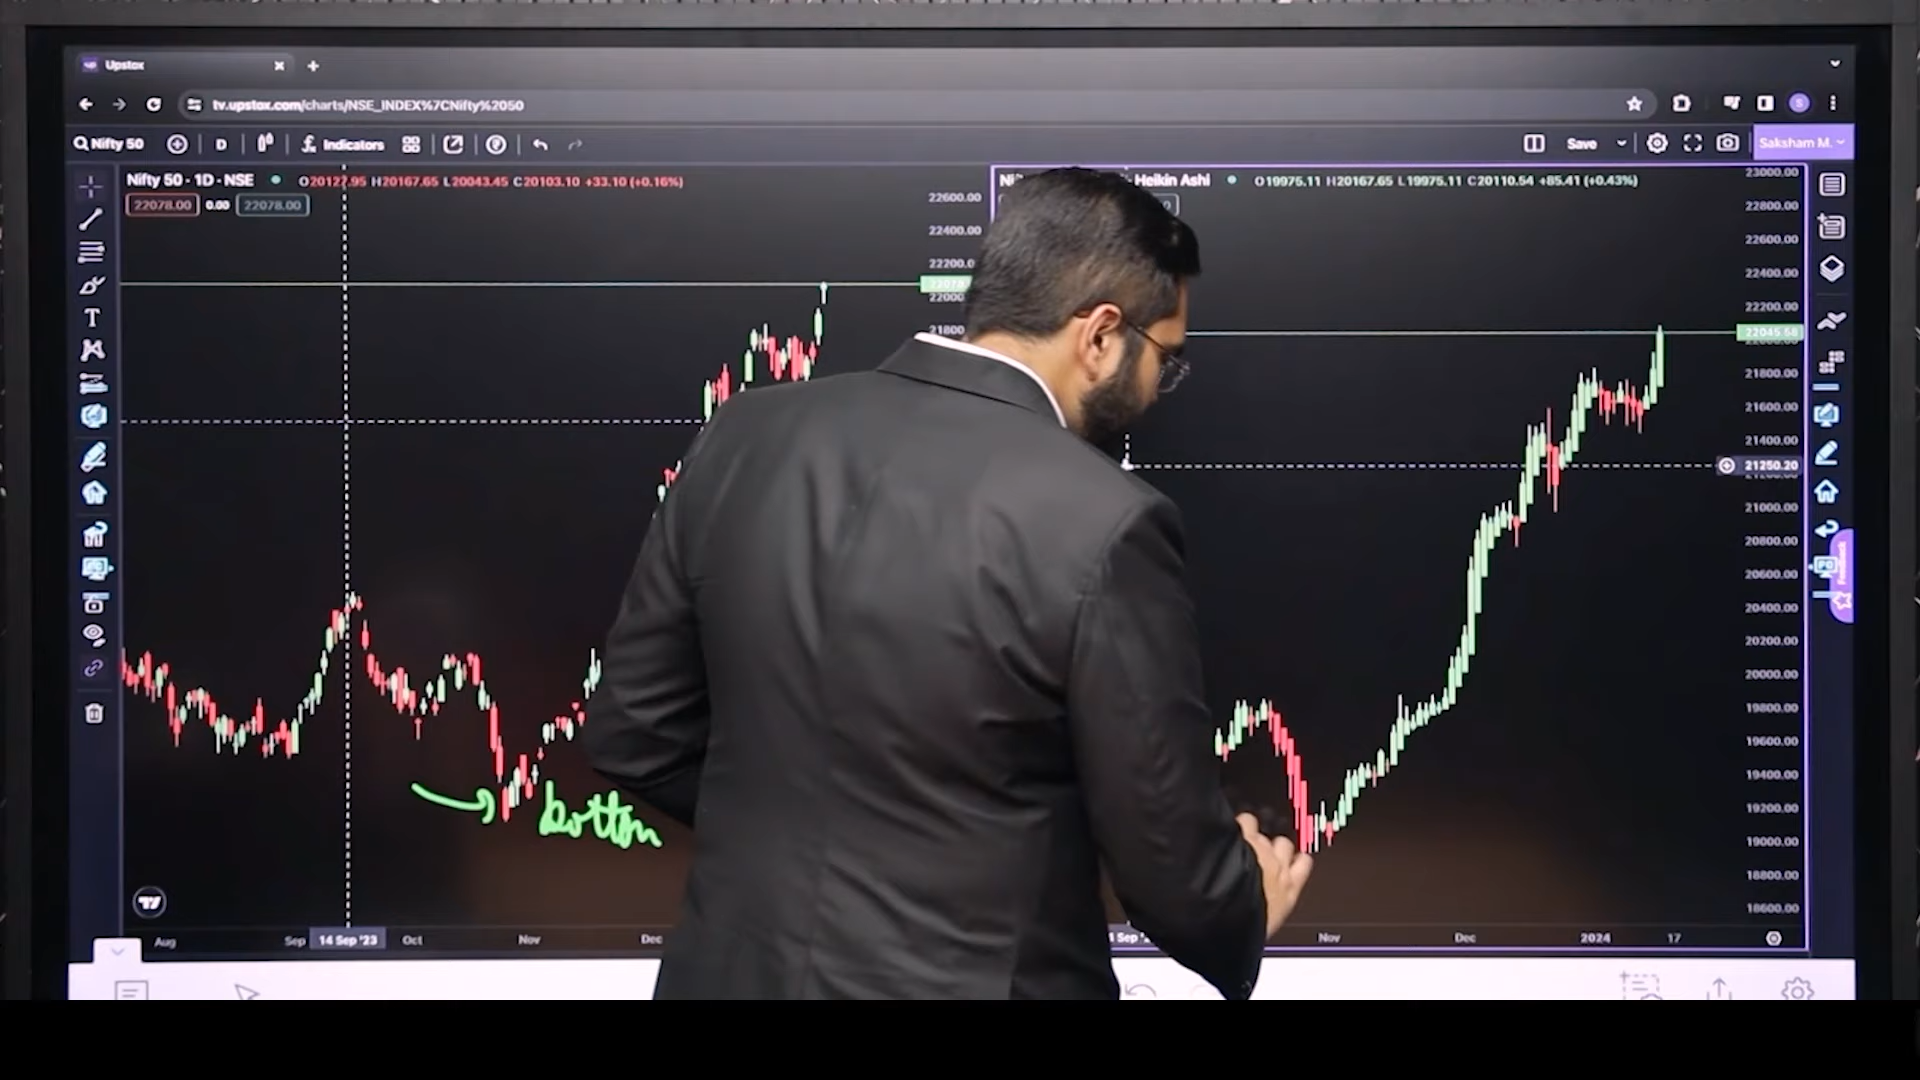 Upstox
tv.upstox.com/charts/NSE_INDEX%7CNifty%2050
S
Nifty 50
D
Indicators
Save
Saksham M.
Nifty 50 - 1D - NSE O20127.95 H20167.65 L20043.45 C20103.10 +33.10 (+0.16%)
22078.00 0.00 22078.00
Heikin Ashi O19975.11 H20167.65 L19975.11 C20110.54 +85.41 (+0.43%)
22600.00
22400.00
22200.0
22000
21800
23000.00
22800.00
22600.00
22400.00
22200.00
22045.58
21800.00
21600.00
21400.00
21250.20
21000.00
20800.00
20600.00
20400.00
20200.00
20000.00
19800.00
19600.00
19400.00
19200.00
19000.00
18800.00
18600.00
Feedback
bottom
Aug Sep 14 Sep '23 Oct Nov Dec
Sep Nov Dec 2024 17